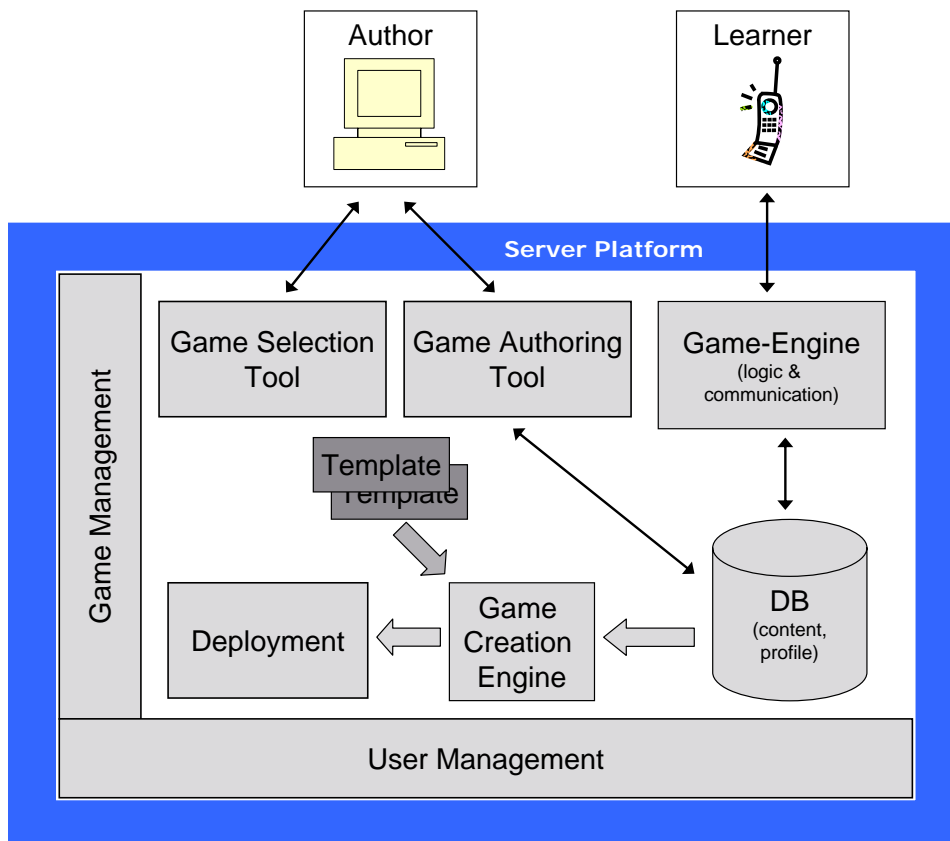 Author
Learner
Server Platform
Game Management
Game Selection
Tool
Game Authoring
Tool
Game-Engine
(logic &
communication)
Template
Template
Deployment
Game
Creation
Engine
DB
(content,
profile)
User Management